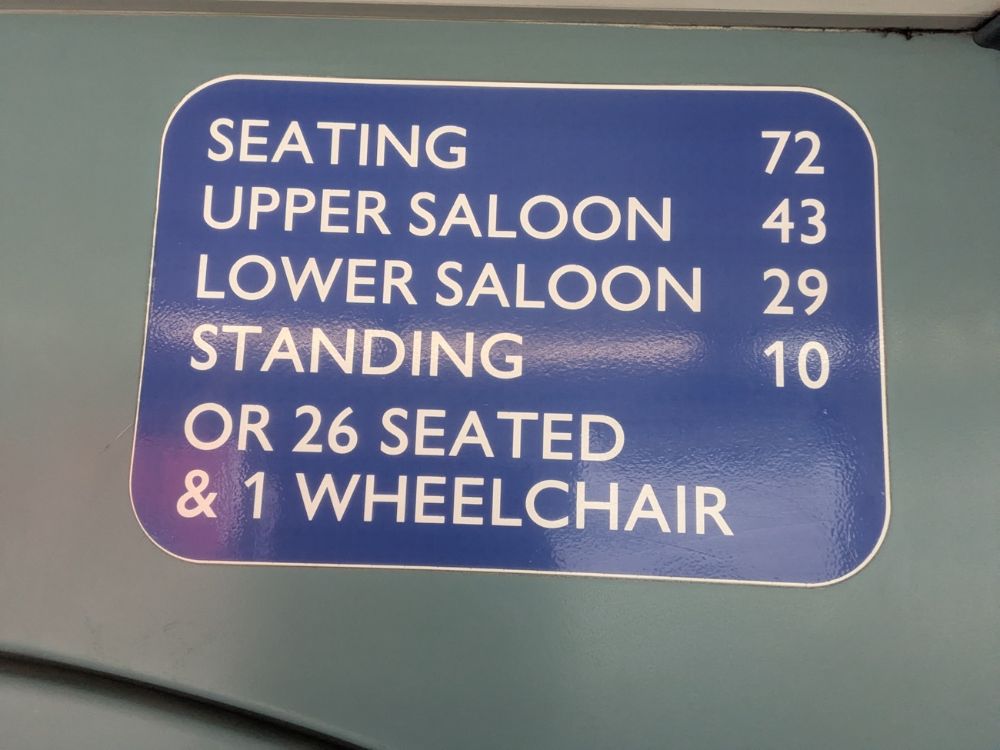 SEATING 72
UPPER SALOON 43
LOWER SALOON 29
STANDING 10
OR 26 SEATED
& 1 WHEELCHAIR